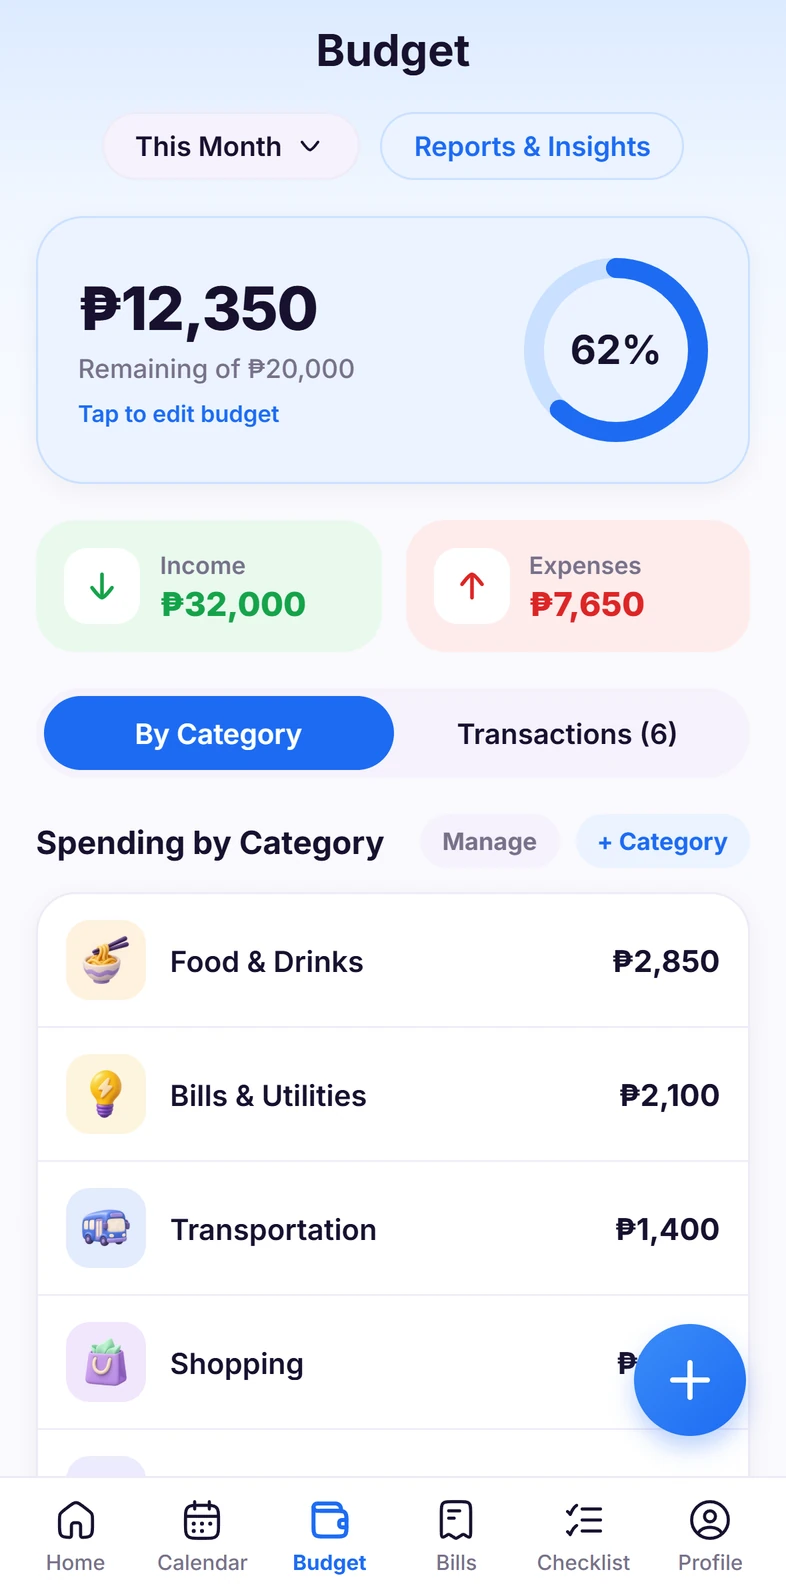 Budget
This Month
Reports & Insights
₱12,350
Remaining of ₱20,000
Tap to edit budget
62%
Income
₱32,000
Expenses
₱7,650
By Category
Transactions (6)
Spending by Category
Manage
+ Category
Food & Drinks
₱2,850
Bills & Utilities
₱2,100
Transportation
₱1,400
Shopping
₱
Home
Calendar
Budget
Bills
Checklist
Profile